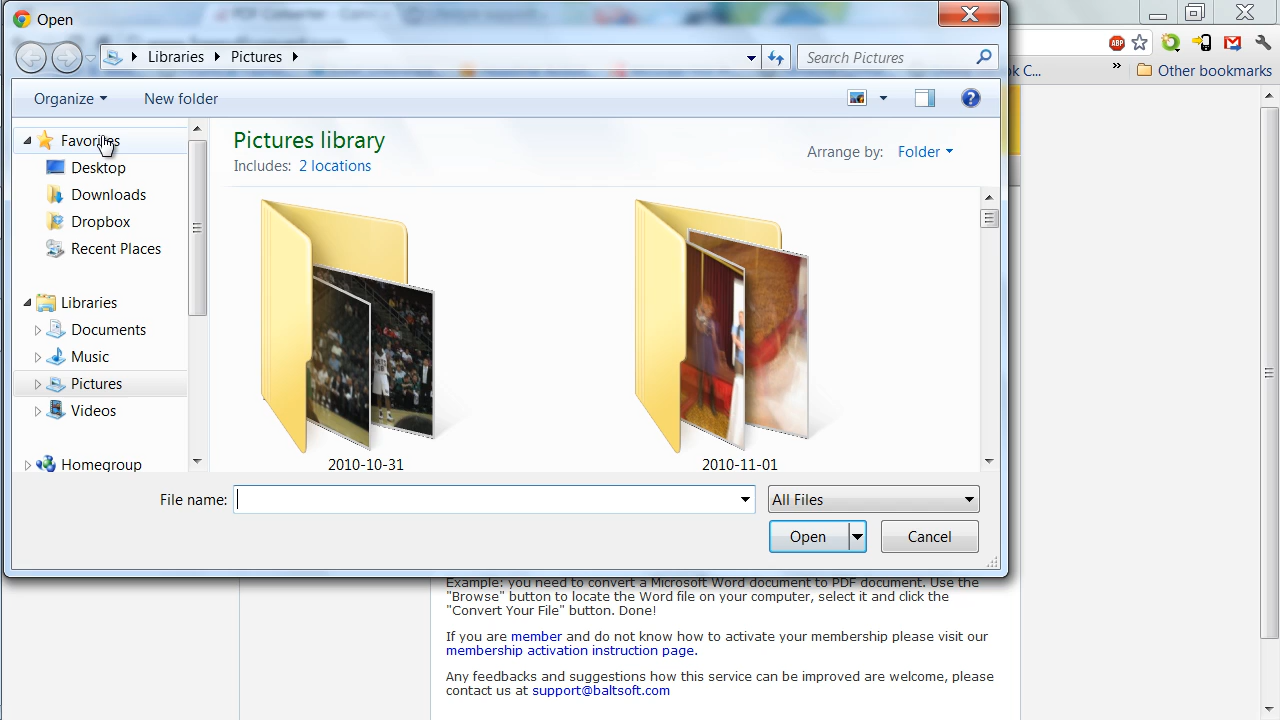 Open
Libraries Pictures
Search Pictures
ABP
k C... » Other bookmarks
Organize New folder
Favorites
Desktop
Downloads
Dropbox
Recent Places
Libraries
Documents
Music
Pictures
Videos
Homegroup
Pictures library
Includes: 2 locations
Arrange by: Folder
2010-10-31
2010-11-01
File name:
All Files
Open
Cancel
Example: you need to convert a Microsoft Word document to PDF document. Use the
"Browse" button to locate the Word file on your computer, select it and click the
"Convert Your File" button. Done!
If you are member and do not know how to activate your membership please visit our
membership activation instruction page.
Any feedbacks and suggestions how this service can be improved are welcome, please
contact us at support@baltsoft.com